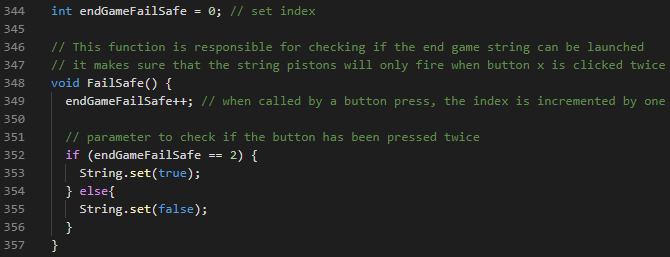 344 int endGameFailSafe = 0; // set index
345
346 // This function is responsible for checking if the end game string can be launched
347 // it makes sure that the string pistons will only fire when button x is clicked twice
348 void FailSafe() {
349 endGameFailSafe++; // when called by a button press, the index is incremented by one
350
351 // parameter to check if the button has been pressed twice
352 if (endGameFailSafe == 2) {
353 String.set(true);
354 } else{
355 String.set(false);
356 }
357 }